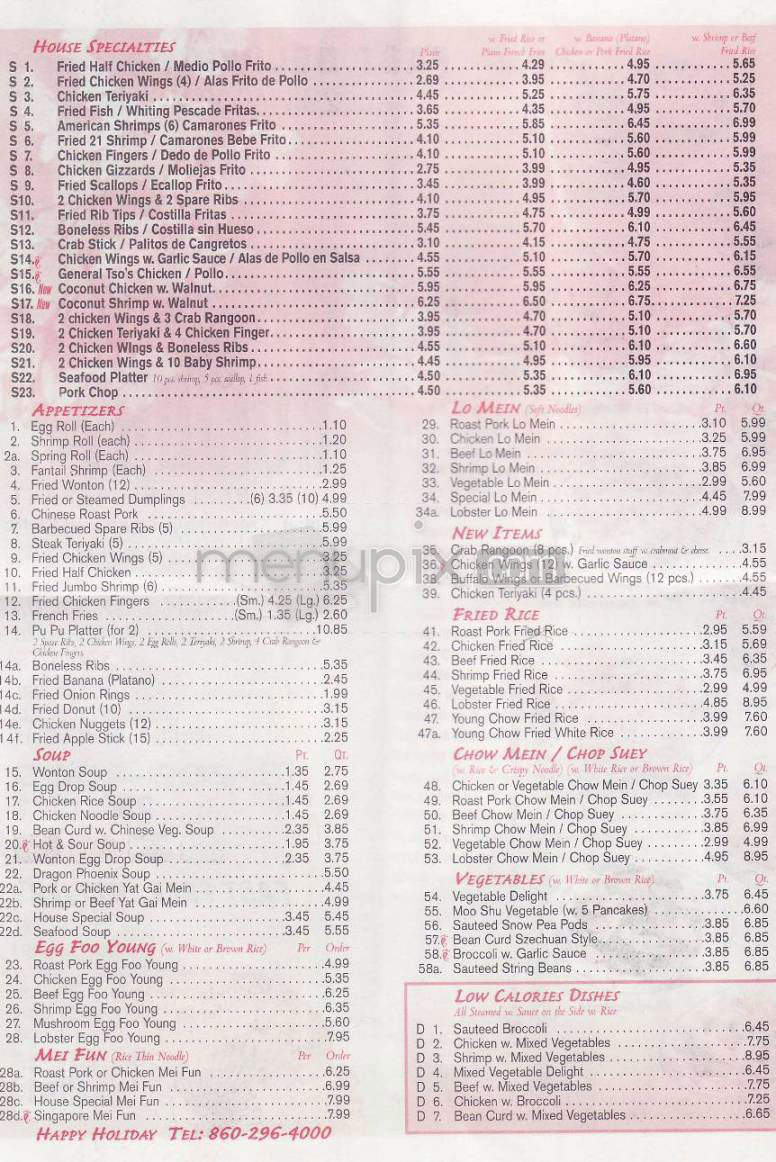 House Specialties
Plain
w. Fried Rice or Plain French Fries
w. Banana (Platano) Chicken or Pork Fried Rice
w. Shrimp or Beef Fried Rice
S 1. Fried Half Chicken / Medio Pollo Frito 3.25 4.29 4.95 5.65
S 2. Fried Chicken Wings (4) / Alas Frito de Pollo 2.69 3.95 4.70 5.25
S 3. Chicken Teriyaki 4.45 5.25 5.75 6.35
S 4. Fried Fish / Whiting Pescade Fritas. 3.65 4.35 4.95 5.70
S 5. American Shrimps (6) Camarones Frito 5.35 5.85 6.45 6.99
S 6. Fried 21 Shrimp / Camarones Bebe Frito 4.10 5.10 5.60 5.99
S 7. Chicken Fingers / Dedo de Pollo Frito 4.10 5.10 5.60 5.99
S 8. Chicken Gizzards / Moliejas Frito 2.75 3.99 4.95 5.35
S 9. Fried Scallops / Ecallop Frito 3.45 3.99 4.60 5.35
S10. 2 Chicken Wings & 2 Spare Ribs 4.10 4.95 5.70 5.95
S11. Fried Rib Tips / Costilla Fritas 3.75 4.75 4.99 5.60
S12. Boneless Ribs / Costilla sin Hueso 5.45 5.70 6.10 6.45
S13. Crab Stick / Palitos de Cangretos 3.10 4.15 4.75 5.55
S14. Chicken Wings w. Garlic Sauce / Alas de Pollo en Salsa 4.55 5.10 5.70 6.15
S15. General Tso's Chicken / Pollo 5.55 5.55 5.55 6.55
S16. New Coconut Chicken w. Walnut 5.95 5.95 6.25 6.75
S17. New Coconut Shrimp w. Walnut 6.25 6.50 6.75 7.25
S18. 2 chicken Wings & 3 Crab Rangoon 3.95 4.70 5.10 5.70
S19. 2 Chicken Teriyaki & 4 Chicken Finger 3.95 4.70 5.10 5.70
S20. 2 Chicken WIngs & Boneless Ribs 4.55 5.10 6.10 6.60
S21. 2 Chicken Wings & 10 Baby Shrimp 4.45 4.95 5.95 6.10
S22. Seafood Platter 10 pcs. shrimp, 5 pcs. scallop, 1 fish 4.50 5.35 6.10 6.95
S23. Pork Chop 4.50 5.35 5.60 6.10
Appetizers
1. Egg Roll (Each) 1.10
2. Shrimp Roll (each) 1.20
2a. Spring Roll (Each) 1.10
3. Fantail Shrimp (Each) 1.25
4. Fried Wonton (12) 2.99
5. Fried or Steamed Dumplings (6) 3.35 (10) 4.99
6. Chinese Roast Pork 5.50
7. Barbecued Spare Ribs (5) 5.99
8. Steak Teriyaki (5) 5.99
9. Fried Chicken Wings (5) 3.25
10. Fried Half Chicken 3.25
11. Fried Jumbo Shrimp (6) 5.35
12. Fried Chicken Fingers (Sm.) 4.25 (Lg.) 6.25
13. French Fries (Sm.) 1.35 (Lg.) 2.60
14. Pu Pu Platter (for 2) 10.85
2 Spare Ribs, 2 Chicken Wings, 2 Egg Rolls, 2 Teriyaki, 2 Shrimp, 4 Crab Rangoon &
Chicken Fingers
14a. Boneless Ribs 5.35
14b. Fried Banana (Platano) 2.45
14c. Fried Onion Rings 1.99
14d. Fried Donut (10) 3.15
14e. Chicken Nuggets (12) 3.15
14f. Fried Apple Stick (15) 2.25
Soup Pt. Qt.
15. Wonton Soup 1.35 2.75
16. Egg Drop Soup 1.45 2.69
17. Chicken Rice Soup 1.45 2.69
18. Chicken Noodle Soup 1.45 2.69
19. Bean Curd w. Chinese Veg. Soup 2.35 3.85
20. Hot & Sour Soup 1.95 3.75
21. Wonton Egg Drop Soup 2.35 3.75
22. Dragon Phoenix Soup 5.50
22a. Pork or Chicken Yat Gai Mein 4.45
22b. Shrimp or Beef Yat Gai Mein 4.99
22c. House Special Soup 3.45 5.45
22d. Seafood Soup 3.45 5.55
Egg Foo Young (w. White or Brown Rice) Per Order
23. Roast Pork Egg Foo Young 4.99
24. Chicken Egg Foo Young 5.35
25. Beef Egg Foo Young 6.25
26. Shrimp Egg Foo Young 6.35
27. Mushroom Egg Foo Young 5.60
28. Lobster Egg Foo Young 7.95
Mei Fun (Rice Thin Noodle) Per Order
28a. Roast Pork or Chicken Mei Fun 6.25
28b. Beef or Shrimp Mei Fun 6.99
28c. House Special Mei Fun 7.99
28d. Singapore Mei Fun 7.99
Happy Holiday Tel: 860-296-4000
Lo Mein (Soft Noodles) Pt. Qt.
29. Roast Pork Lo Mein 3.10 5.99
30. Chicken Lo Mein 3.25 5.99
31. Beef Lo Mein 3.75 6.95
32. Shrimp Lo Mein 3.85 6.99
33. Vegetable Lo Mein 2.99 5.60
34. Special Lo Mein 4.45 7.99
34a. Lobster Lo Mein 4.99 8.99
New Items
35. Crab Rangoon (8 pcs.) Fried wonton stuff w. crabmeat & cheese 3.15
36. Chicken Wings (12) w. Garlic Sauce 4.55
38. Buffalo Wings or Barbecued Wings (12 pcs.) 4.55
39. Chicken Teriyaki (4 pcs.) 4.45
Fried Rice Pt. Qt.
41. Roast Pork Fried Rice 2.95 5.59
42. Chicken Fried Rice 3.15 5.69
43. Beef Fried Rice 3.45 6.35
44. Shrimp Fried Rice 3.75 6.95
45. Vegetable Fried Rice 2.99 4.99
46. Lobster Fried Rice 4.85 8.95
47. Young Chow Fried Rice 3.99 7.60
47a. Young Chow Fried White Rice 3.99 7.60
Chow Mein / Chop Suey
(w. Rice & Crispy Noodle) (w. White Rice or Brown Rice) Pt. Qt.
48. Chicken or Vegetable Chow Mein / Chop Suey 3.35 6.10
49. Roast Pork Chow Mein / Chop Suey 3.55 6.10
50. Beef Chow Mein / Chop Suey 3.75 6.35
51. Shrimp Chow Mein / Chop Suey 3.85 6.99
52. Vegetable Chow Mein / Chop Suey 2.99 4.99
53. Lobster Chow Mein / Chop Suey 4.95 8.95
Vegetables (w. White or Brown Rice) Pt. Qt.
54. Vegetable Delight 3.75 6.45
55. Moo Shu Vegetable (w. 5 Pancakes) 6.60
56. Sauteed Snow Pea Pods 3.85 6.85
57. Bean Curd Szechuan Style 3.85 6.85
58. Broccoli w. Garlic Sauce 3.85 6.85
58a. Sauteed String Beans 3.85 6.85
Low Calories Dishes
All Steamed w. Sauce on the Side w. Rice
D 1. Sauteed Broccoli 6.45
D 2. Chicken w. Mixed Vegetables 7.75
D 3. Shrimp w. Mixed Vegetables 8.95
D 4. Mixed Vegetable Delight 6.45
D 5. Beef w. Mixed Vegetables 7.75
D 6. Chicken w. Broccoli 7.25
D 7. Bean Curd w. Mixed Vegetables 6.65
menupix